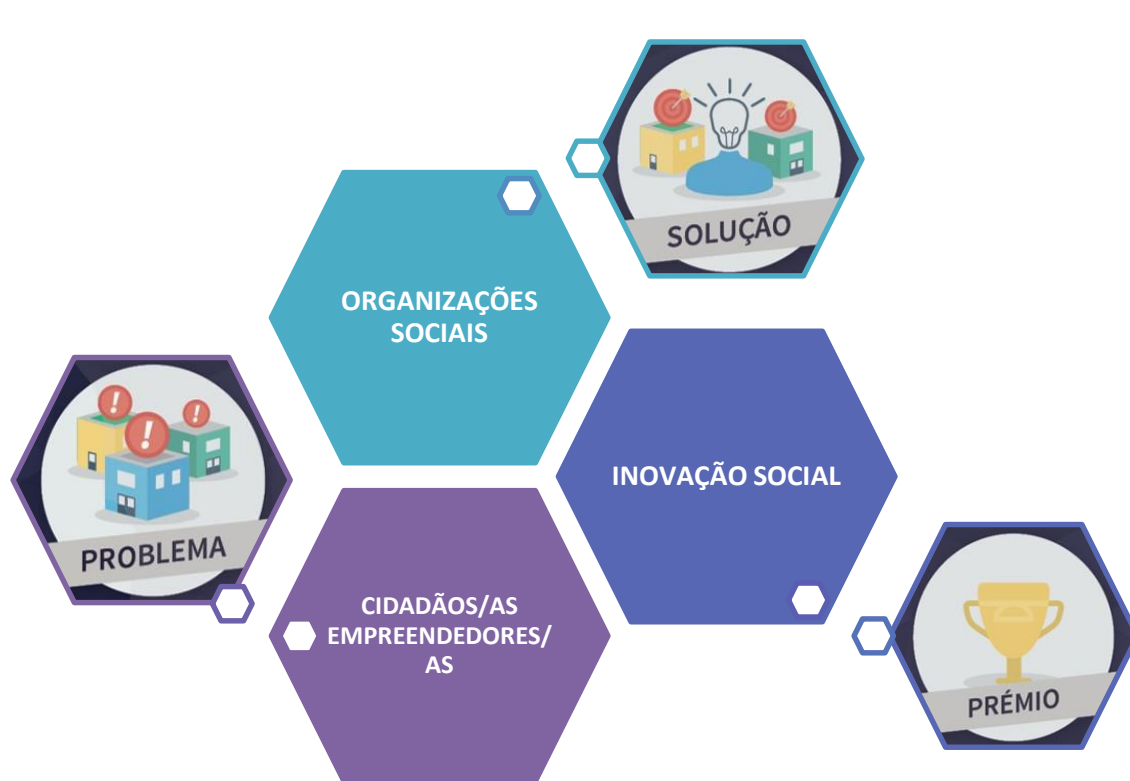 SOLUÇÃO
ORGANIZAÇÕES
SOCIAIS
INOVAÇÃO SOCIAL
PROBLEMA
CIDADÃOS/AS
EMPREENDEDORES/
AS
PRÉMIO